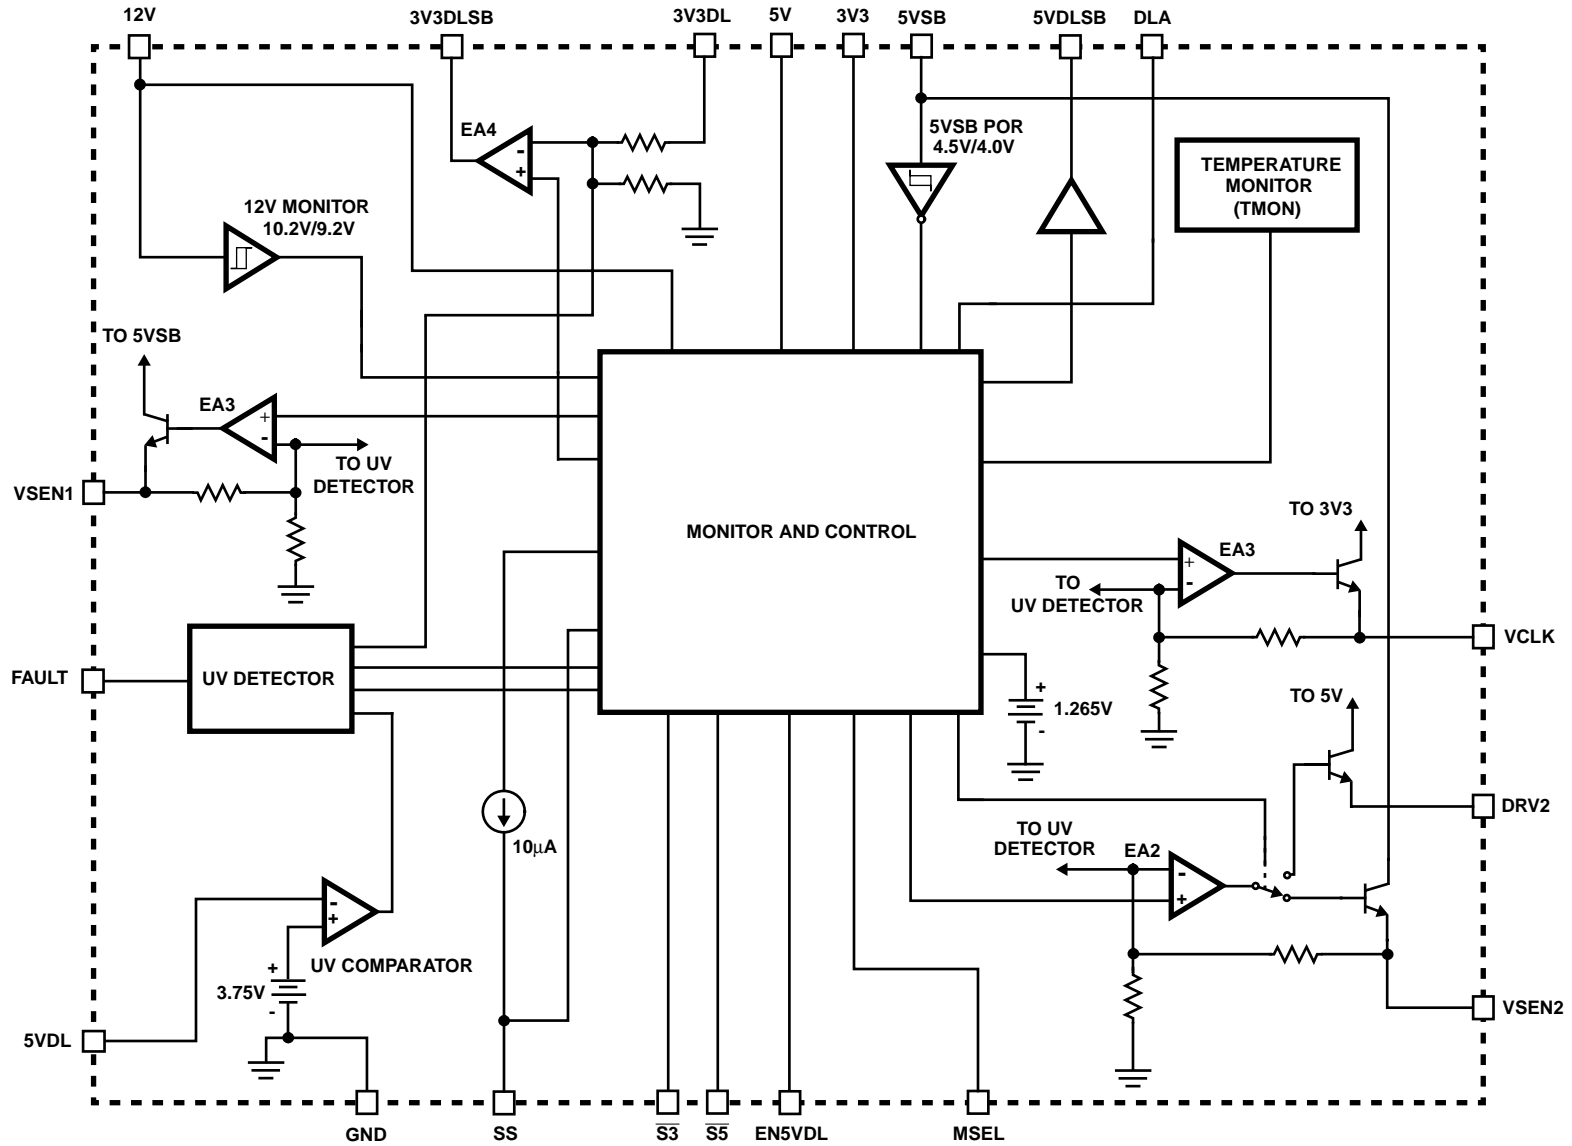 12V
3V3DLSB
3V3DL
5V
3V3
5VSB
5VDLSB
DLA
EA4
-
+
5VSB POR
4.5V/4.0V
TEMPERATURE
MONITOR
(TMON)
12V MONITOR
10.2V/9.2V
TO 5VSB
EA3
+
-
TO UV
DETECTOR
VSEN1
MONITOR AND CONTROL
TO 3V3
EA3
+
-
TO
UV DETECTOR
VCLK
FAULT
UV DETECTOR
+
1.265V
-
TO 5V
DRV2
10μA
TO UV
DETECTOR
EA2
-
+
-
+
UV COMPARATOR
+
3.75V
-
VSEN2
5VDL
GND
SS
S3
S5
EN5VDL
MSEL